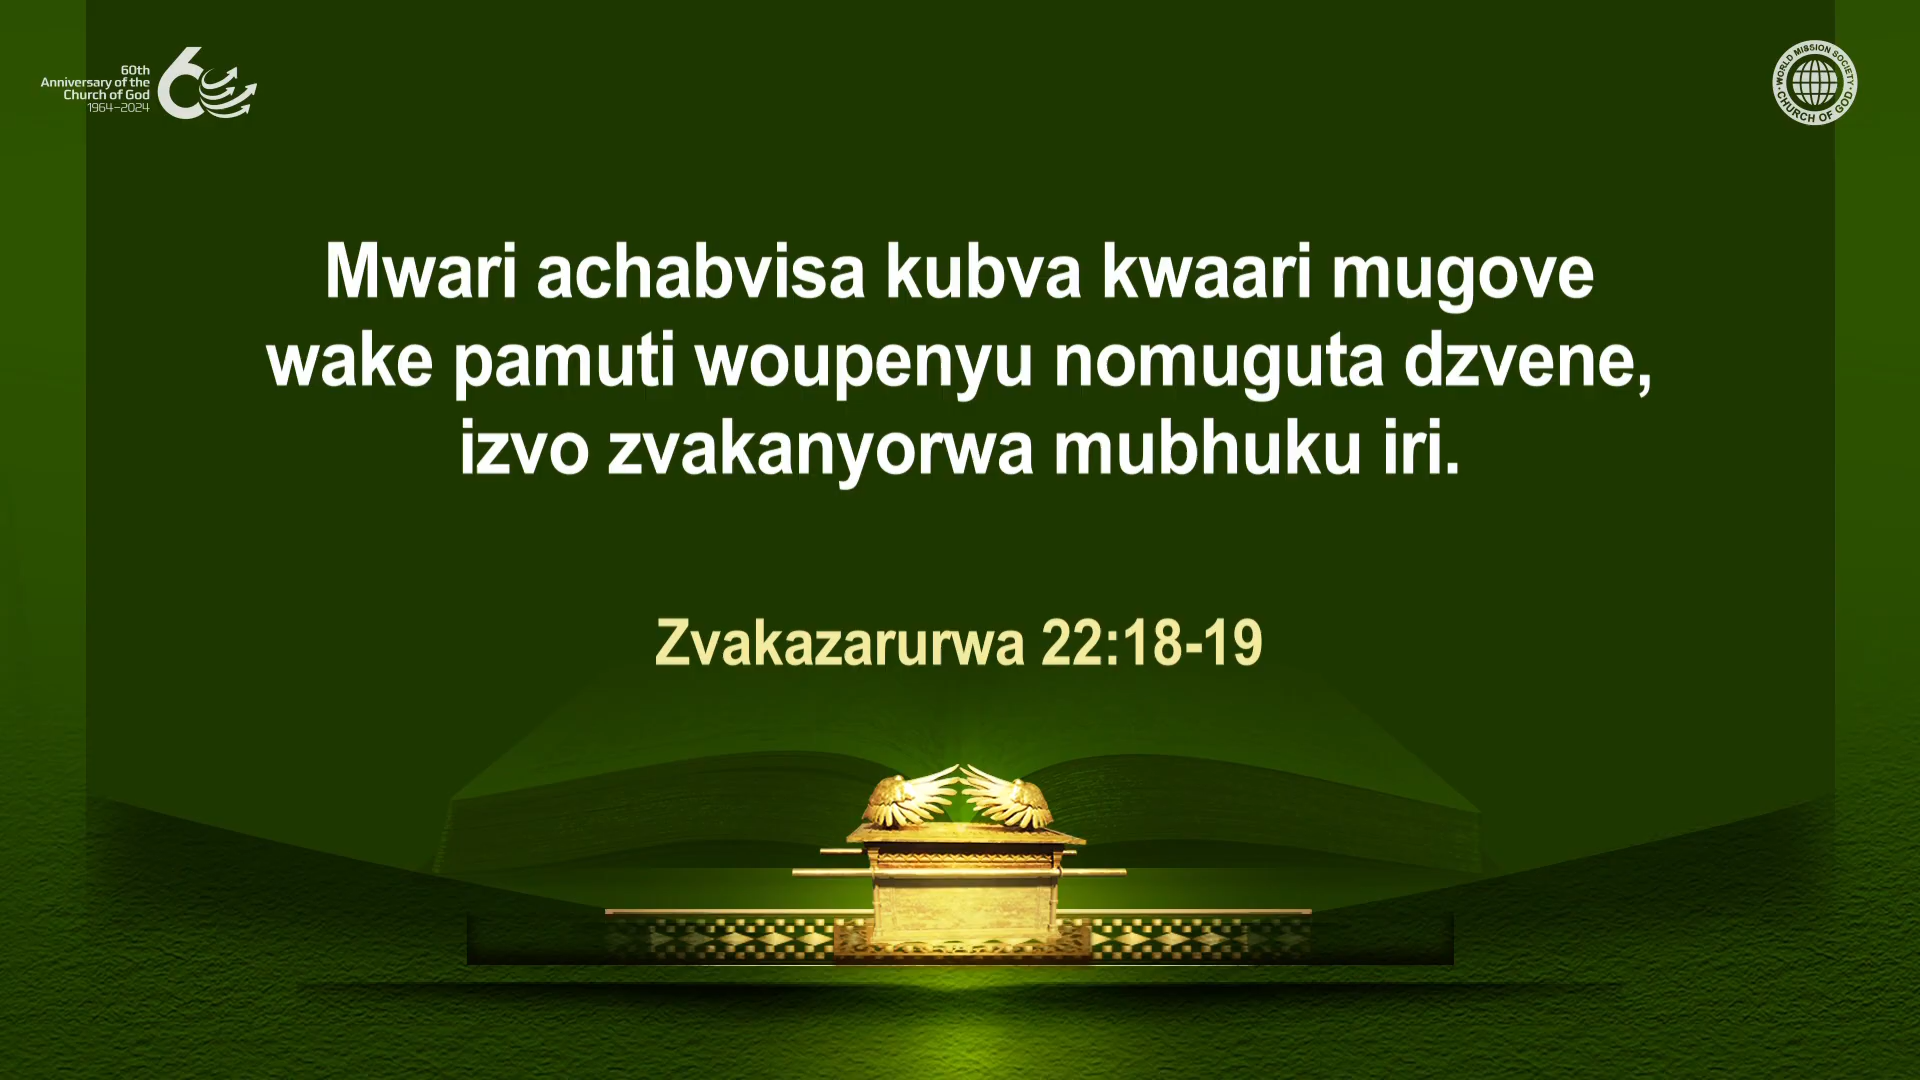 60th
Anniversary of the
Church of God
1964–2024
WORLD MISSION SOCIETY
CHURCH OF GOD
Mwari achabvisa kubva kwaari mugove
wake pamuti woupenyu nomuguta dzvene,
izvo zvakanyorwa mubhuku iri.
Zvakazarurwa 22:18-19